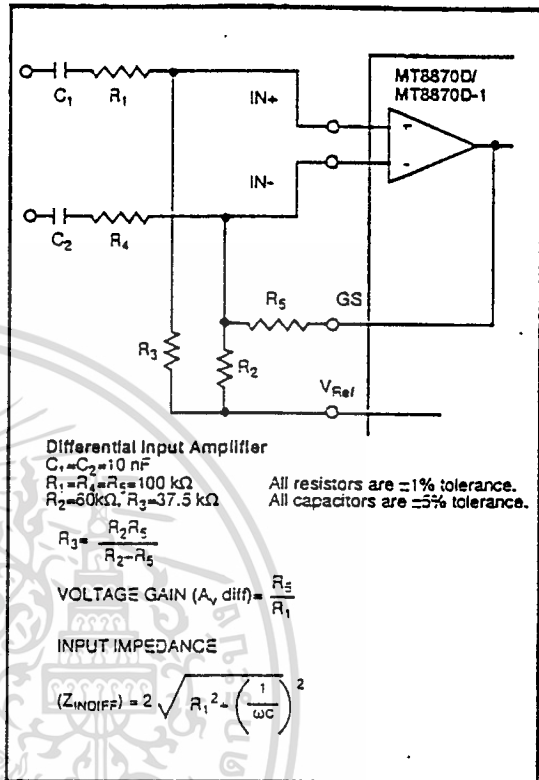 MT8870D/
MT8870D-1
C1
R1
IN+
+
IN-
-
C2
R4
R5
GS
R3
R2
VRef
Differential Input Amplifier
C1=C2=10 nF
R1=R4=R5=100 kΩ
All resistors are ±1% tolerance.
R2=60kΩ, R3=37.5 kΩ
All capacitors are ±5% tolerance.
R3= R2R5 / R2-R5
VOLTAGE GAIN (Av diff)= R5 / R1
INPUT IMPEDANCE
(ZINDIFF) = 2 √ R1² - (1 / ωc)²